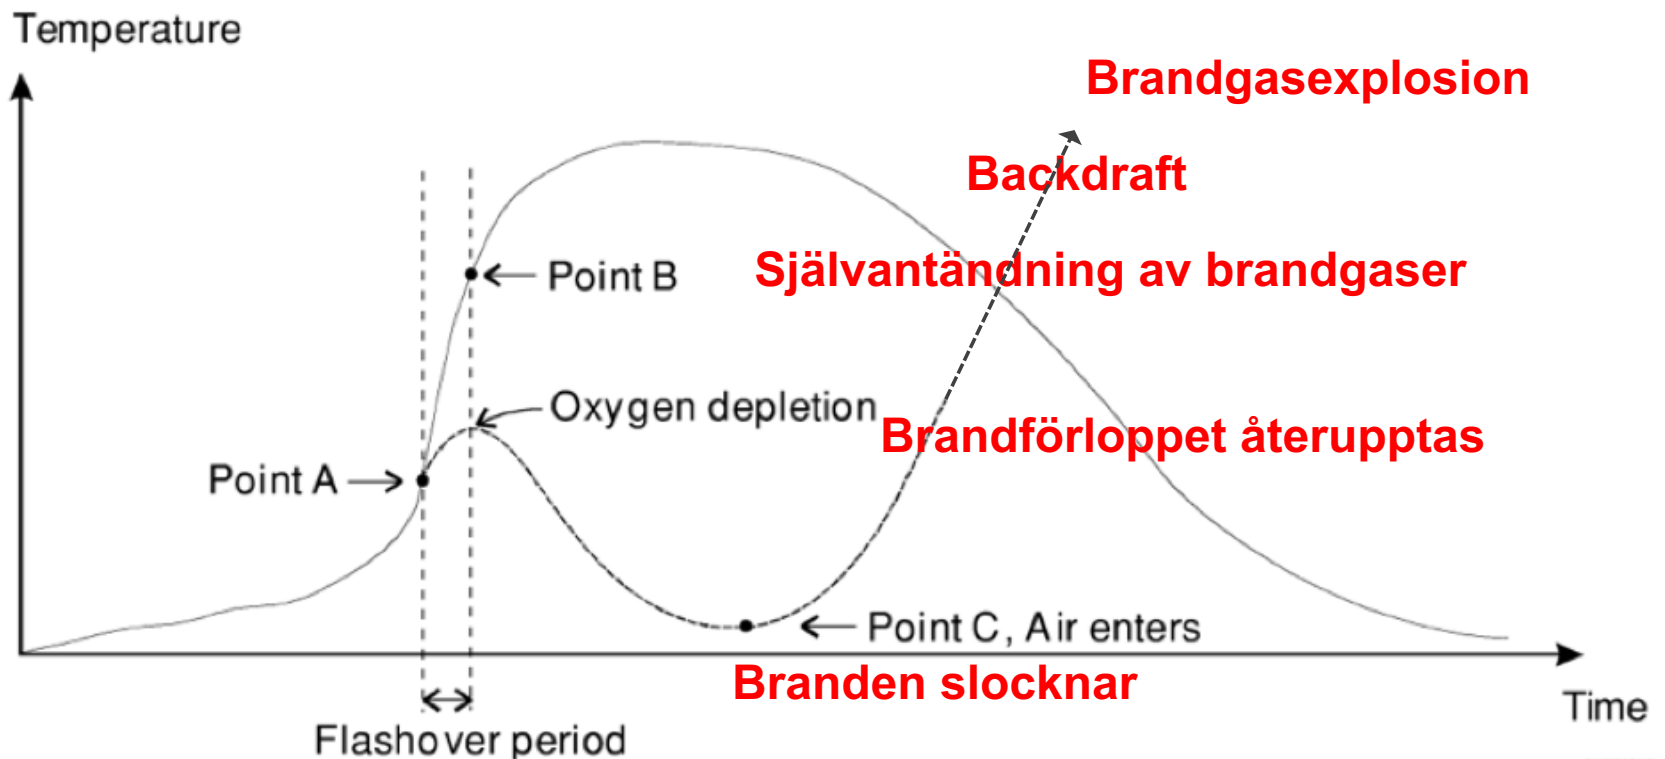 Temperature
Brandgasexplosion
Backdraft
Point B
Självantändning av brandgaser
Oxygen depletion
Brandförloppet återupptas
Point A
Point C, Air enters
Branden slocknar
Time
Flashover period